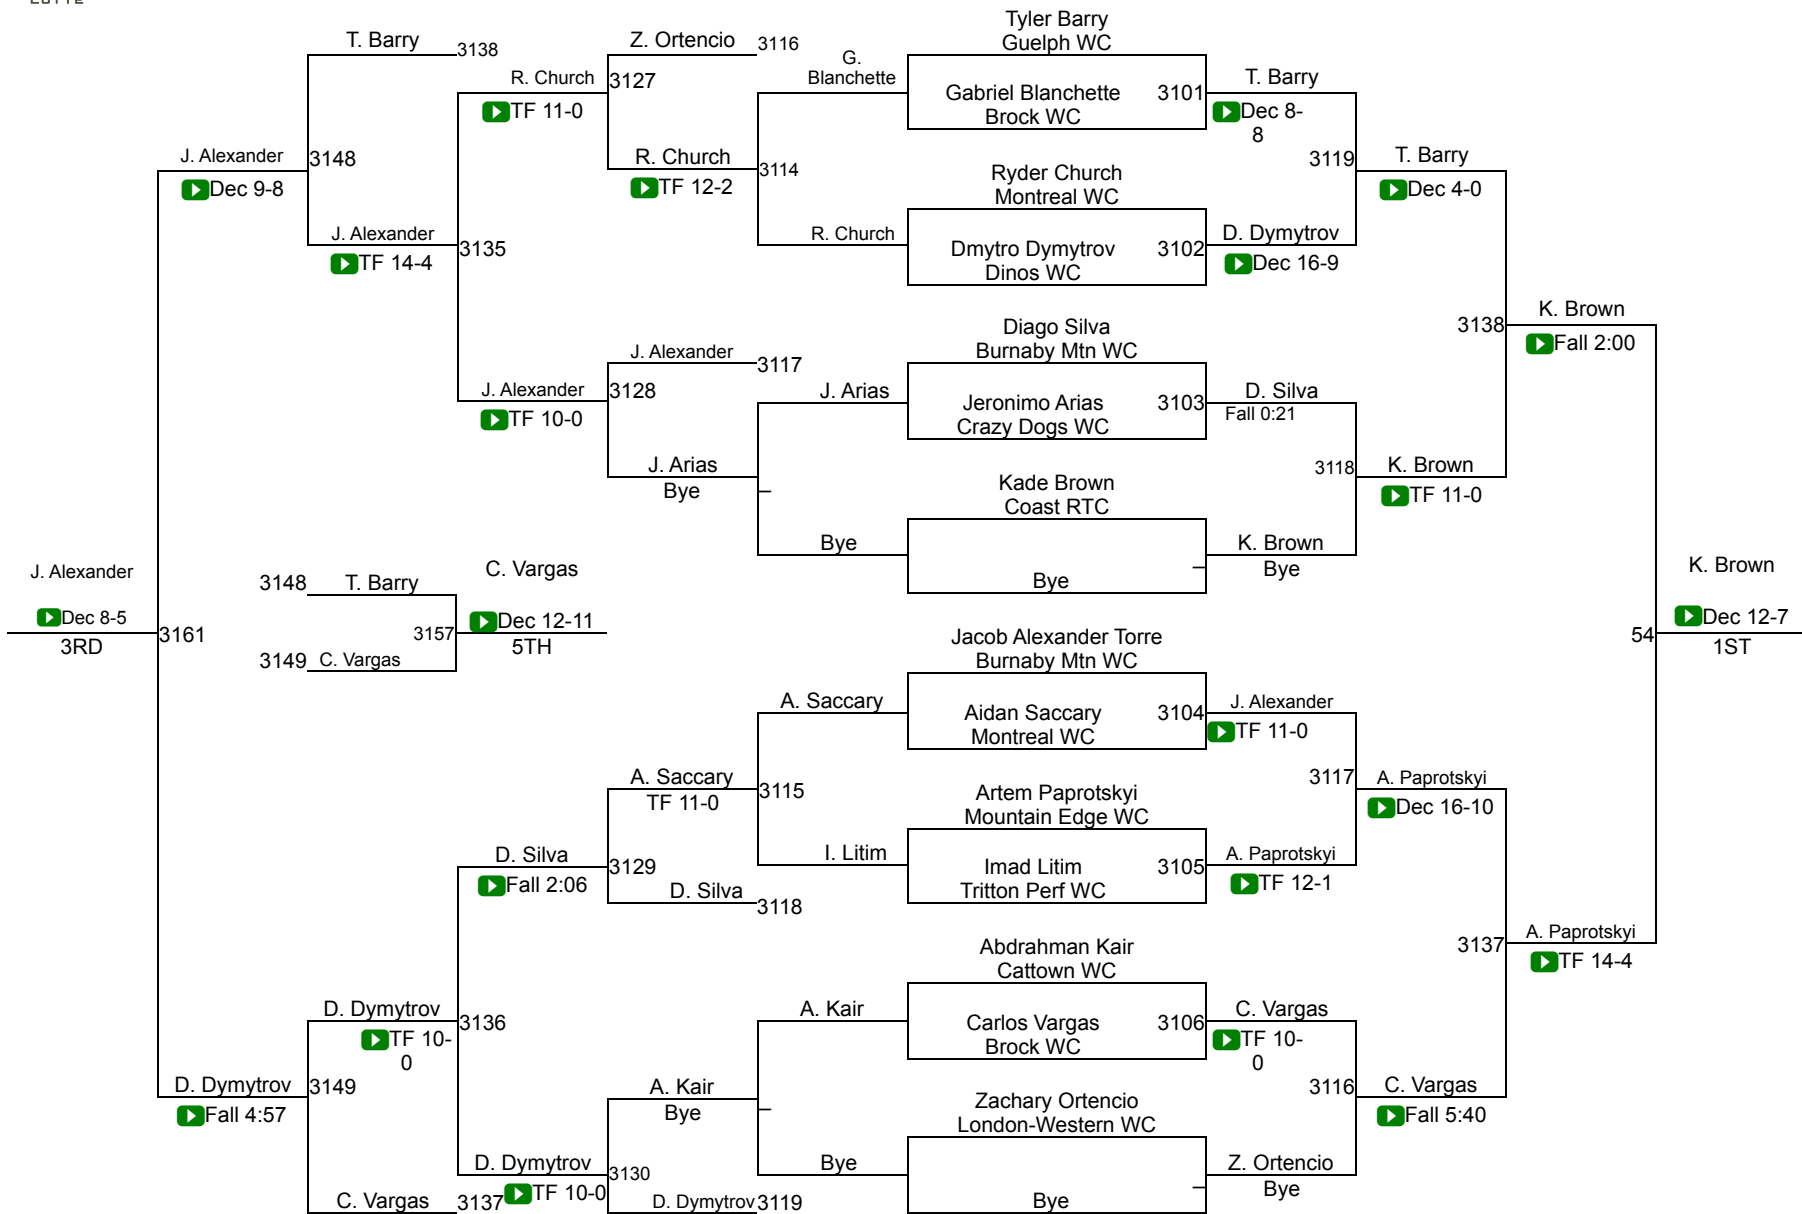 Tyler Barry
Guelph WC
T. Barry
3138
Z. Ortencio
3116
G.
Blanchette
R. Church
3127
TF 11-0
Gabriel Blanchette
Brock WC
3101
T. Barry
Dec 8-
8
J. Alexander
3148
Dec 9-8
R. Church
3114
TF 12-2
Ryder Church
Montreal WC
3119
T. Barry
Dec 4-0
J. Alexander
3135
TF 14-4
R. Church
Dmytro Dymytrov
Dinos WC
3102
D. Dymytrov
Dec 16-9
Diago Silva
Burnaby Mtn WC
3138
K. Brown
Fall 2:00
J. Alexander
3117
J. Alexander
3128
TF 10-0
J. Arias
Jeronimo Arias
Crazy Dogs WC
3103
D. Silva
Fall 0:21
J. Arias
Bye
Kade Brown
Coast RTC
3118
K. Brown
TF 11-0
Bye
Bye
K. Brown
Bye
J. Alexander
Dec 8-5
3RD
3161
3148
T. Barry
3157
3149
C. Vargas
C. Vargas
Dec 12-11
5TH
K. Brown
54
Dec 12-7
1ST
Jacob Alexander Torre
Burnaby Mtn WC
A. Saccary
Aidan Saccary
Montreal WC
3104
J. Alexander
TF 11-0
A. Saccary
TF 11-0
3115
Artem Paprotskyi
Mountain Edge WC
3117
A. Paprotskyi
Dec 16-10
D. Silva
3129
Fall 2:06
D. Silva
3118
I. Litim
Imad Litim
Tritton Perf WC
3105
A. Paprotskyi
TF 12-1
Abdrahman Kair
Cattown WC
3137
A. Paprotskyi
TF 14-4
D. Dymytrov
3136
TF 10-
0
A. Kair
Carlos Vargas
Brock WC
3106
C. Vargas
TF 10-
0
D. Dymytrov
3149
Fall 4:57
A. Kair
Bye
Zachary Ortencio
London-Western WC
3116
C. Vargas
Fall 5:40
D. Dymytrov
3130
TF 10-0
Bye
Bye
Z. Ortencio
Bye
C. Vargas
3137
D. Dymytrov
3119